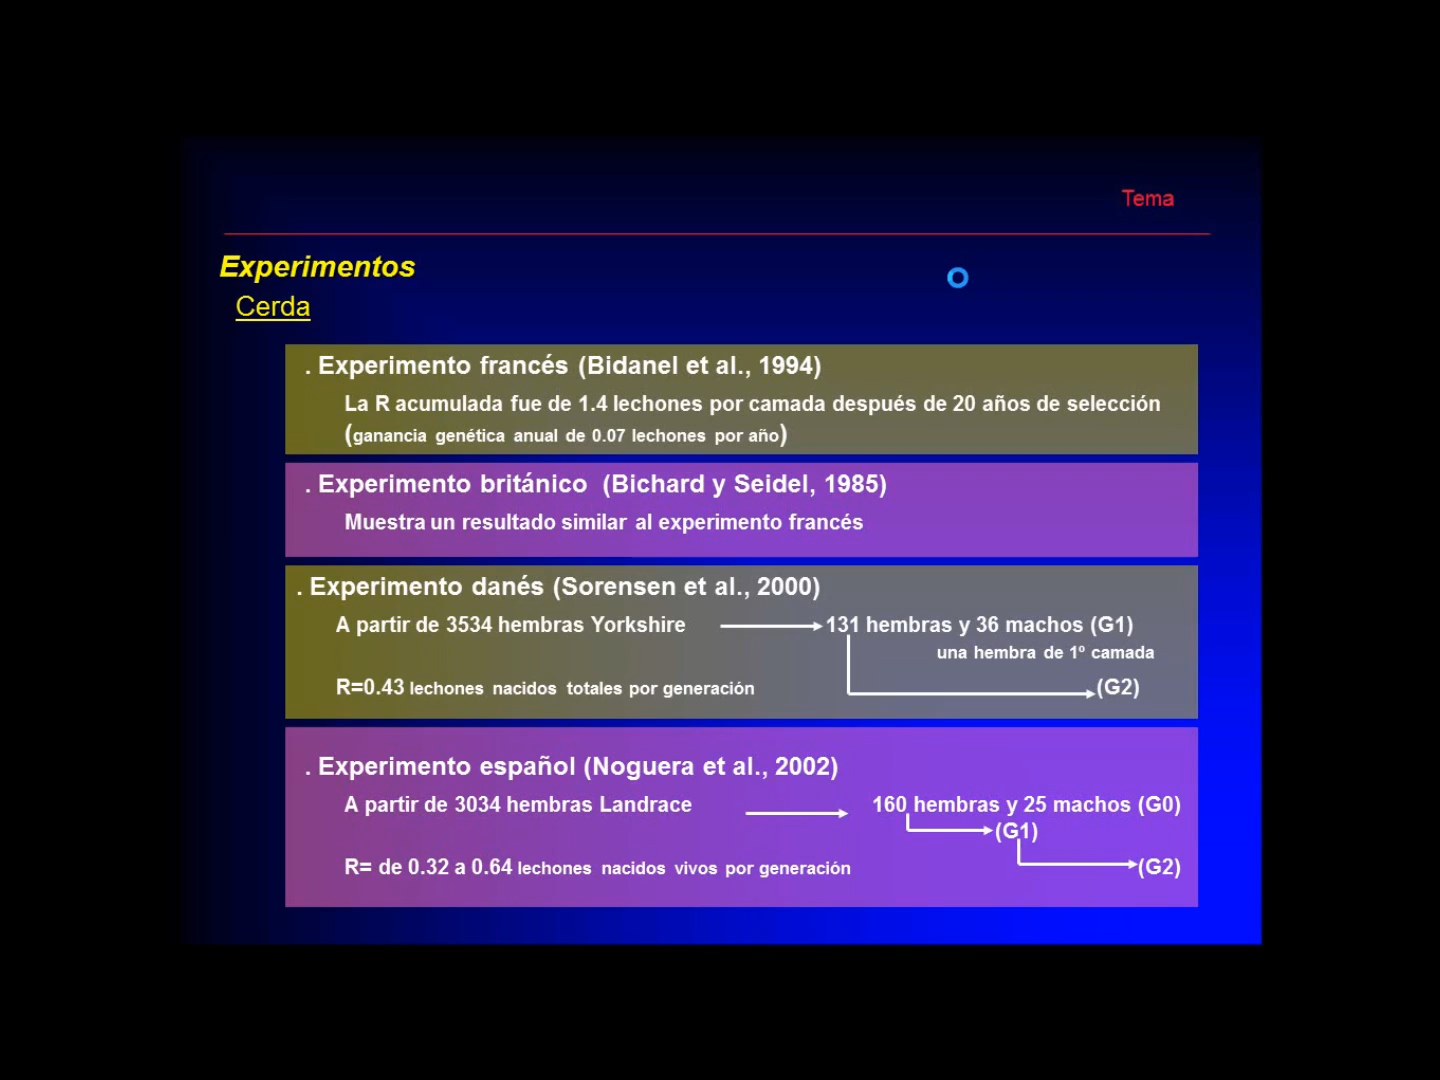 Tema
Experimentos
Cerda
. Experimento francés (Bidanel et al., 1994)
La R acumulada fue de 1.4 lechones por camada después de 20 años de selección
(ganancia genética anual de 0.07 lechones por año)
. Experimento británico (Bichard y Seidel, 1985)
Muestra un resultado similar al experimento francés
. Experimento danés (Sorensen et al., 2000)
A partir de 3534 hembras Yorkshire 131 hembras y 36 machos (G1)
una hembra de 1º camada
R=0.43 lechones nacidos totales por generación (G2)
. Experimento español (Noguera et al., 2002)
A partir de 3034 hembras Landrace 160 hembras y 25 machos (G0)
(G1)
R= de 0.32 a 0.64 lechones nacidos vivos por generación (G2)